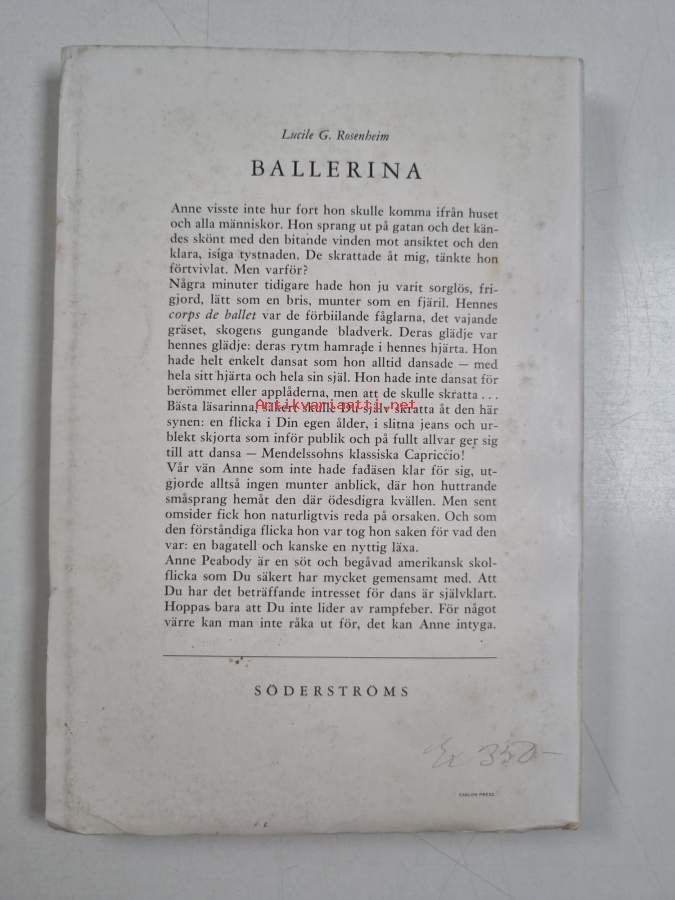 Lucile G. Rosenheim
BALLERINA
Anne visste inte hur fort hon skulle komma ifrån huset
och alla människor. Hon sprang ut på gatan och det kän-
des skönt med den bitande vinden mot ansiktet och den
klara, isiga tystnaden. De skrattade åt mig, tänkte hon
förtvivlat. Men varför?
Några minuter tidigare hade hon ju varit sorglös, fri-
gjord, lätt som en bris, munter som en fjäril. Hennes
corps de ballet var de förbiilande fåglarna, det vajande
gräset, skogens gungande bladverk. Deras glädje var
hennes glädje: deras rytm hamrade i hennes hjärta. Hon
hade helt enkelt dansat som hon alltid dansade — med
hela sitt hjärta och hela sin själ. Hon hade inte dansat för
berömmet eller applåderna, men att de skulle skratta ...
Antikvariaatti.net
Bästa läsarinna, säkert skulle Du själv skratta åt den här
synen: en flicka i Din egen ålder, i slitna jeans och ur-
blekt skjorta som inför publik och på fullt allvar ger sig
till att dansa — Mendelssohns klassiska Capriccio!
Vår vän Anne som inte hade fadäsen klar för sig, ut-
gjorde alltså ingen munter anblick, där hon huttrande
småsprang hemåt den där ödesdigra kvällen. Men sent
omsider fick hon naturligtvis reda på orsaken. Och som
den förståndiga flicka hon var tog hon saken för vad den
var: en bagatell och kanske en nyttig läxa.
Anne Peabody är en söt och begåvad amerikansk skol-
flicka som Du säkert har mycket gemensamt med. Att
Du har det beträffande intresset för dans är självklart.
Hoppas bara att Du inte lider av rampfeber. För något
värre kan man inte råka ut för, det kan Anne intyga.
SÖDERSTRÖMS
Ex 350-
CARLON PRESS